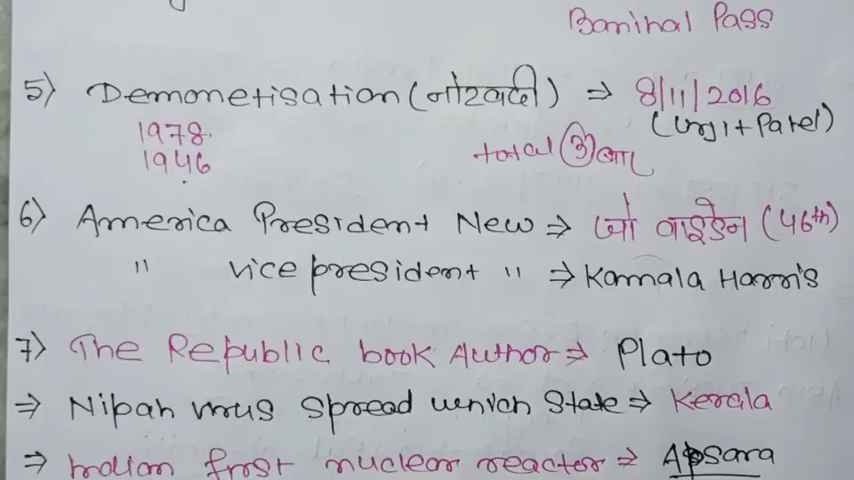 Baninal Pass
5) Demonetisation (नोटबंदी) ⇒ 8/11/2016
1978. (Urjit Patel)
1946 total ③ बार
6) America President New ⇒ जो बाइडेन (46th)
" vice president " ⇒ Kamala Harris
7) The Republic book Author ⇒ Plato
⇒ Nipah virus spread which state ⇒ Kerala
⇒ Indian first nuclear reactor ⇒ Apsara